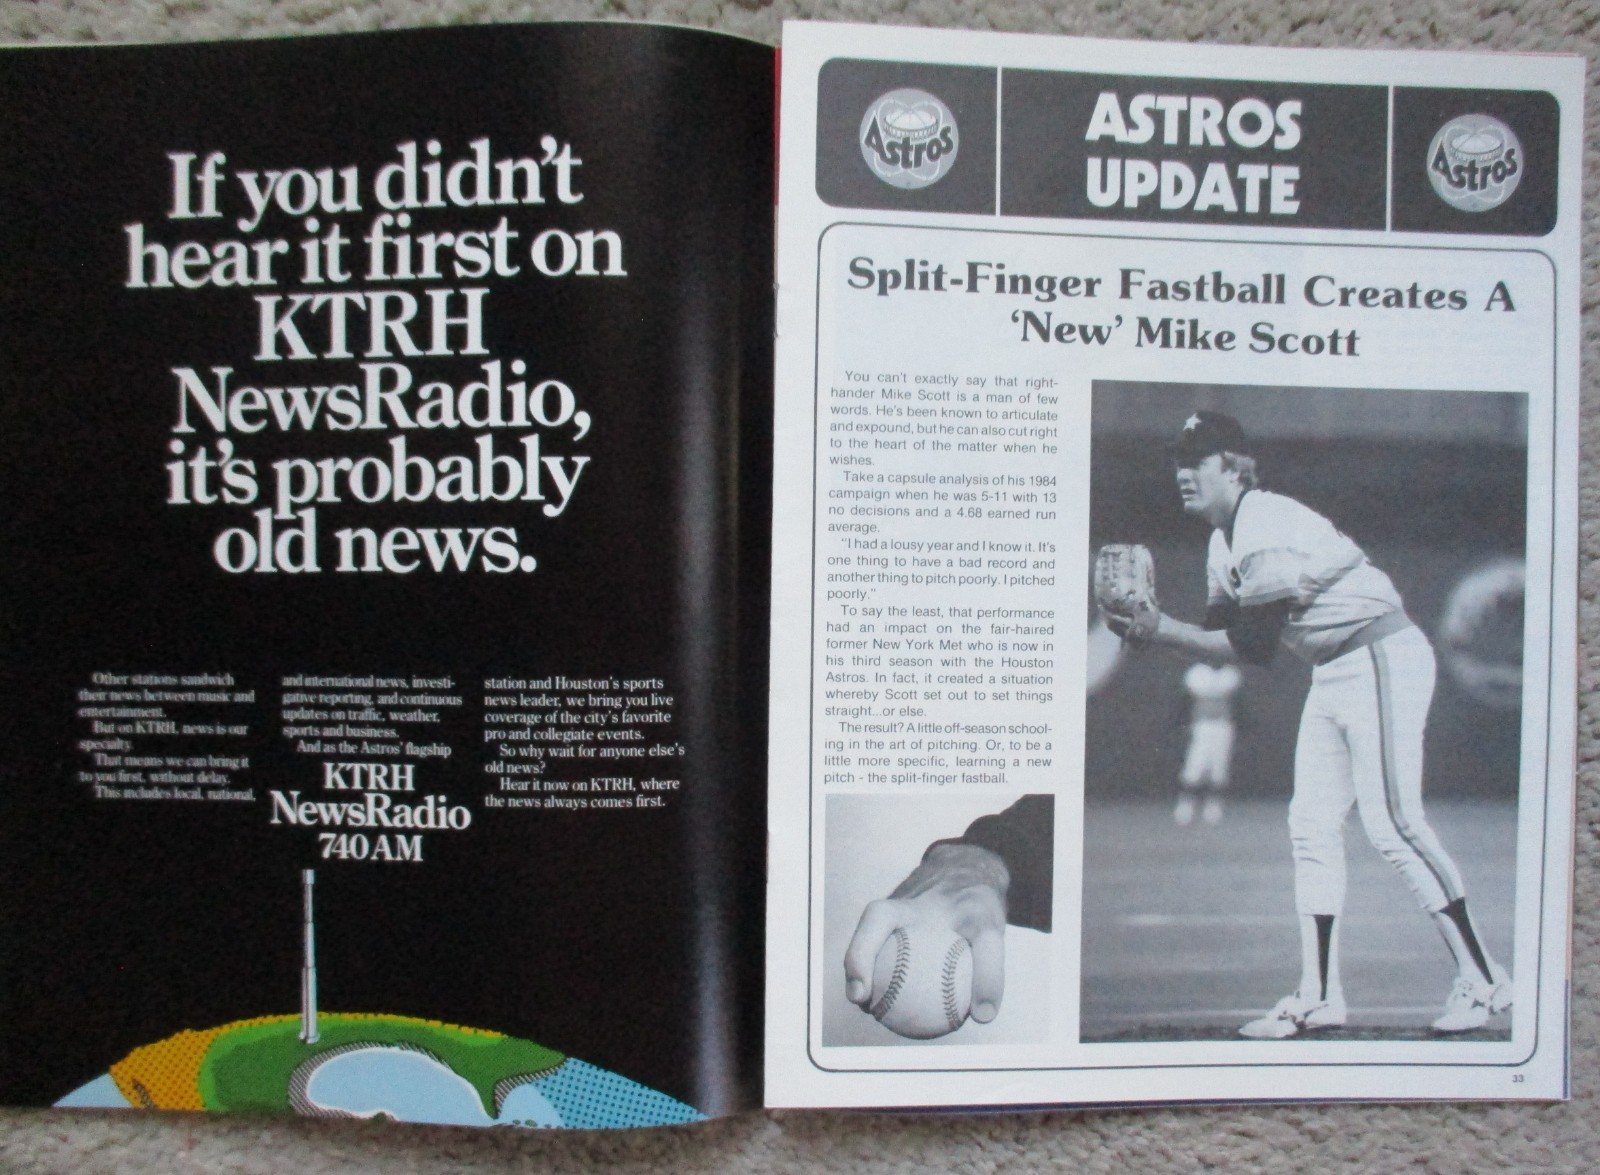 If you didn't
hear it first on
KTRH
NewsRadio,
it's probably
old news.
Other stations sandwich
their news between music and
entertainment.
But on KTRH, news is our
specialty.
That means we can bring it
to you first, without delay.
This includes local, national,
and international news, investi-
gative reporting, and continuous
updates on traffic, weather,
sports and business.
And as the Astros' flagship
station and Houston's sports
news leader, we bring you live
coverage of the city's favorite
pro and collegiate events.
So why wait for anyone else's
old news?
Hear it now on KTRH, where
the news always comes first.
KTRH
NewsRadio
740 AM
Astros
ASTROS
UPDATE
Astros
Split-Finger Fastball Creates A
'New' Mike Scott
You can't exactly say that right-
hander Mike Scott is a man of few
words. He's been known to articulate
and expound, but he can also cut right
to the heart of the matter when he
wishes.
Take a capsule analysis of his 1984
campaign when he was 5-11 with 13
no decisions and a 4.68 earned run
average.
"I had a lousy year and I know it. It's
one thing to have a bad record and
another thing to pitch poorly. I pitched
poorly."
To say the least, that performance
had an impact on the fair-haired
former New York Met who is now in
his third season with the Houston
Astros. In fact, it created a situation
whereby Scott set out to set things
straight...or else.
The result? A little off-season school-
ing in the art of pitching. Or, to be a
little more specific, learning a new
pitch - the split-finger fastball.
33